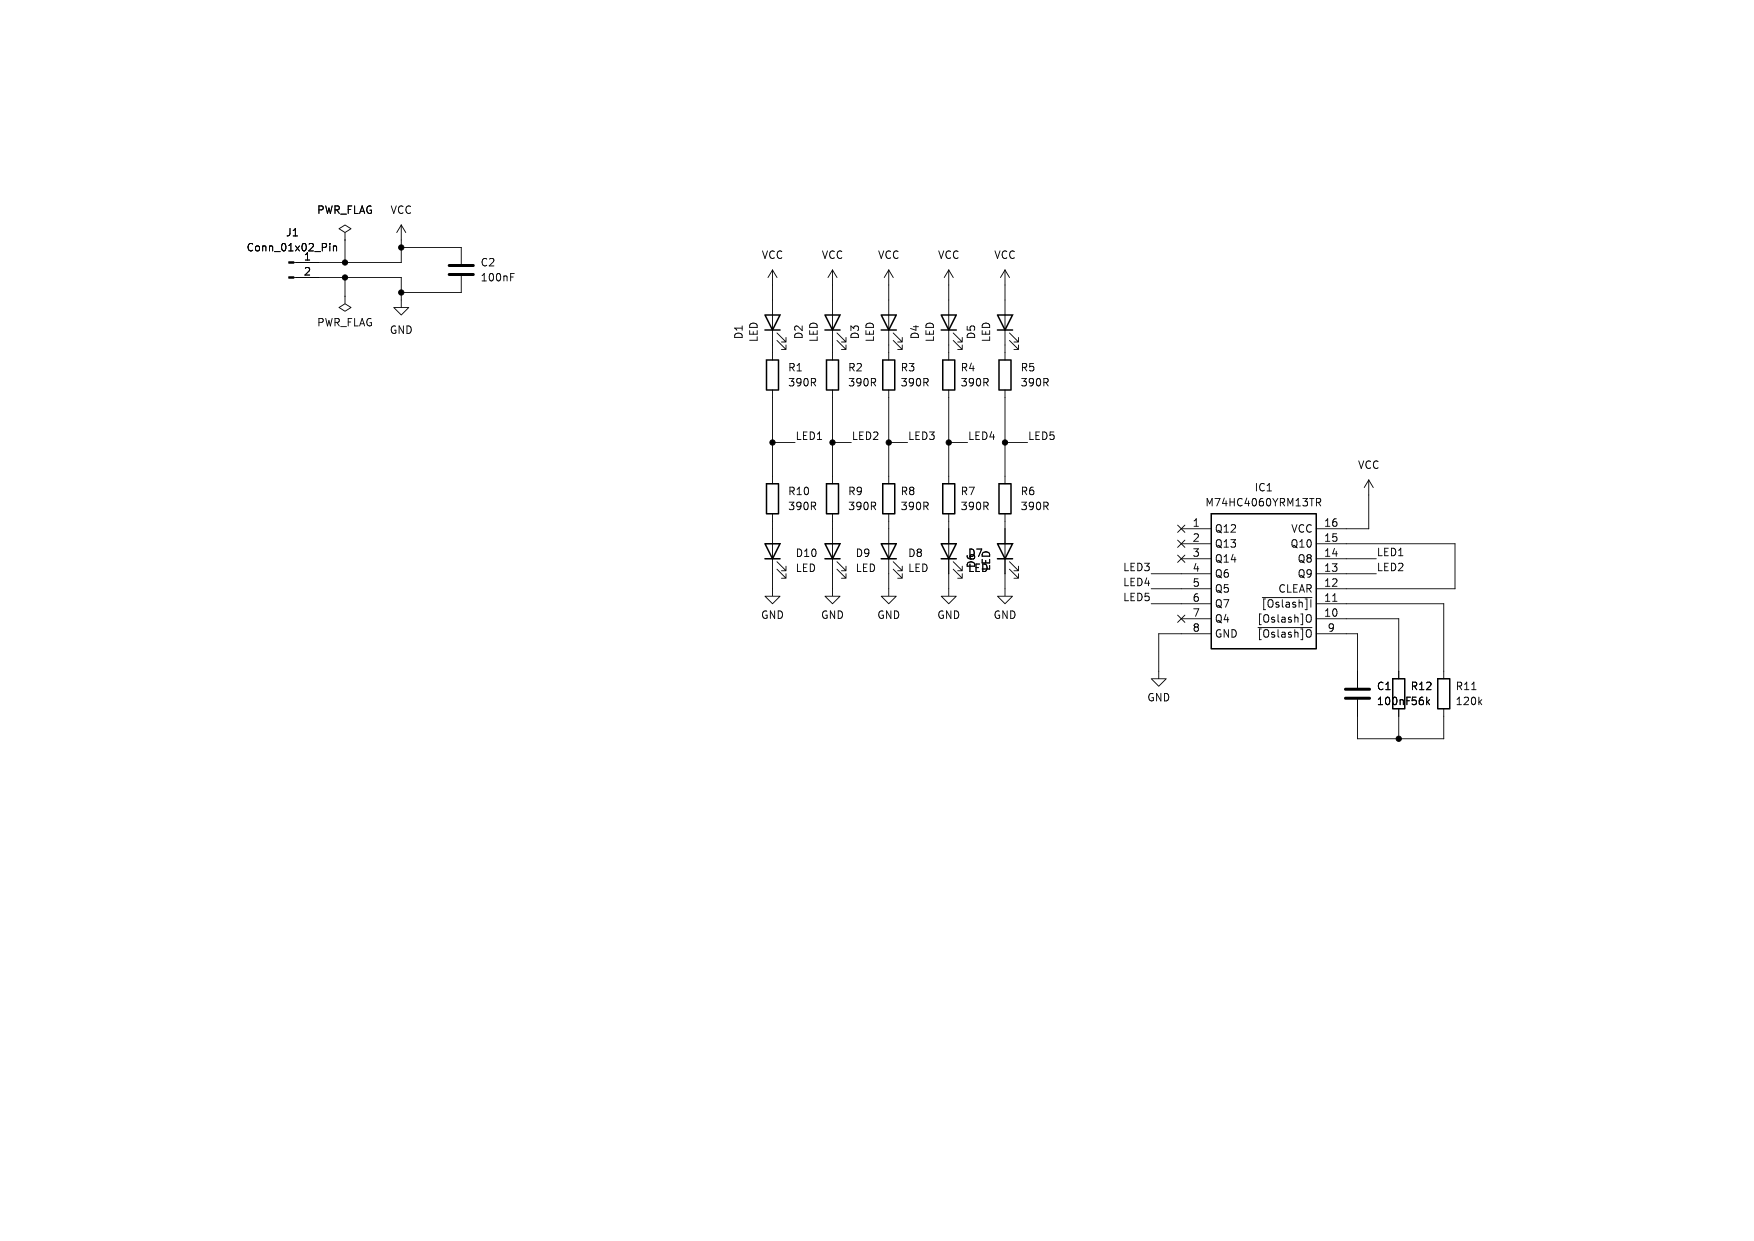 PWR_FLAG VCC
J1
Conn_01x02_Pin
1
2
C2
100nF
PWR_FLAG
GND
VCC VCC VCC VCC VCC
D1 LED D2 LED D3 LED D4 LED D5 LED
R1 R2 R3 R4 R5
390R 390R 390R 390R 390R
LED1 LED2 LED3 LED4 LED5
R10 R9 R8 R7 R6
390R 390R 390R 390R 390R
D10 D9 D8 D7 D6
LED LED LED LED LED
GND GND GND GND GND
VCC
IC1
M74HC4060YRM13TR
1 Q12 VCC 16
2 Q13 Q10 15
3 Q14 Q8 14 LED1
LED3 4 Q6 Q9 13 LED2
LED4 5 Q5 CLEAR 12
LED5 6 Q7 [Oslash]I 11
7 Q4 [Oslash]O 10
8 GND [Oslash]O 9
GND
C1 R12 R11
100nF 56k 120k